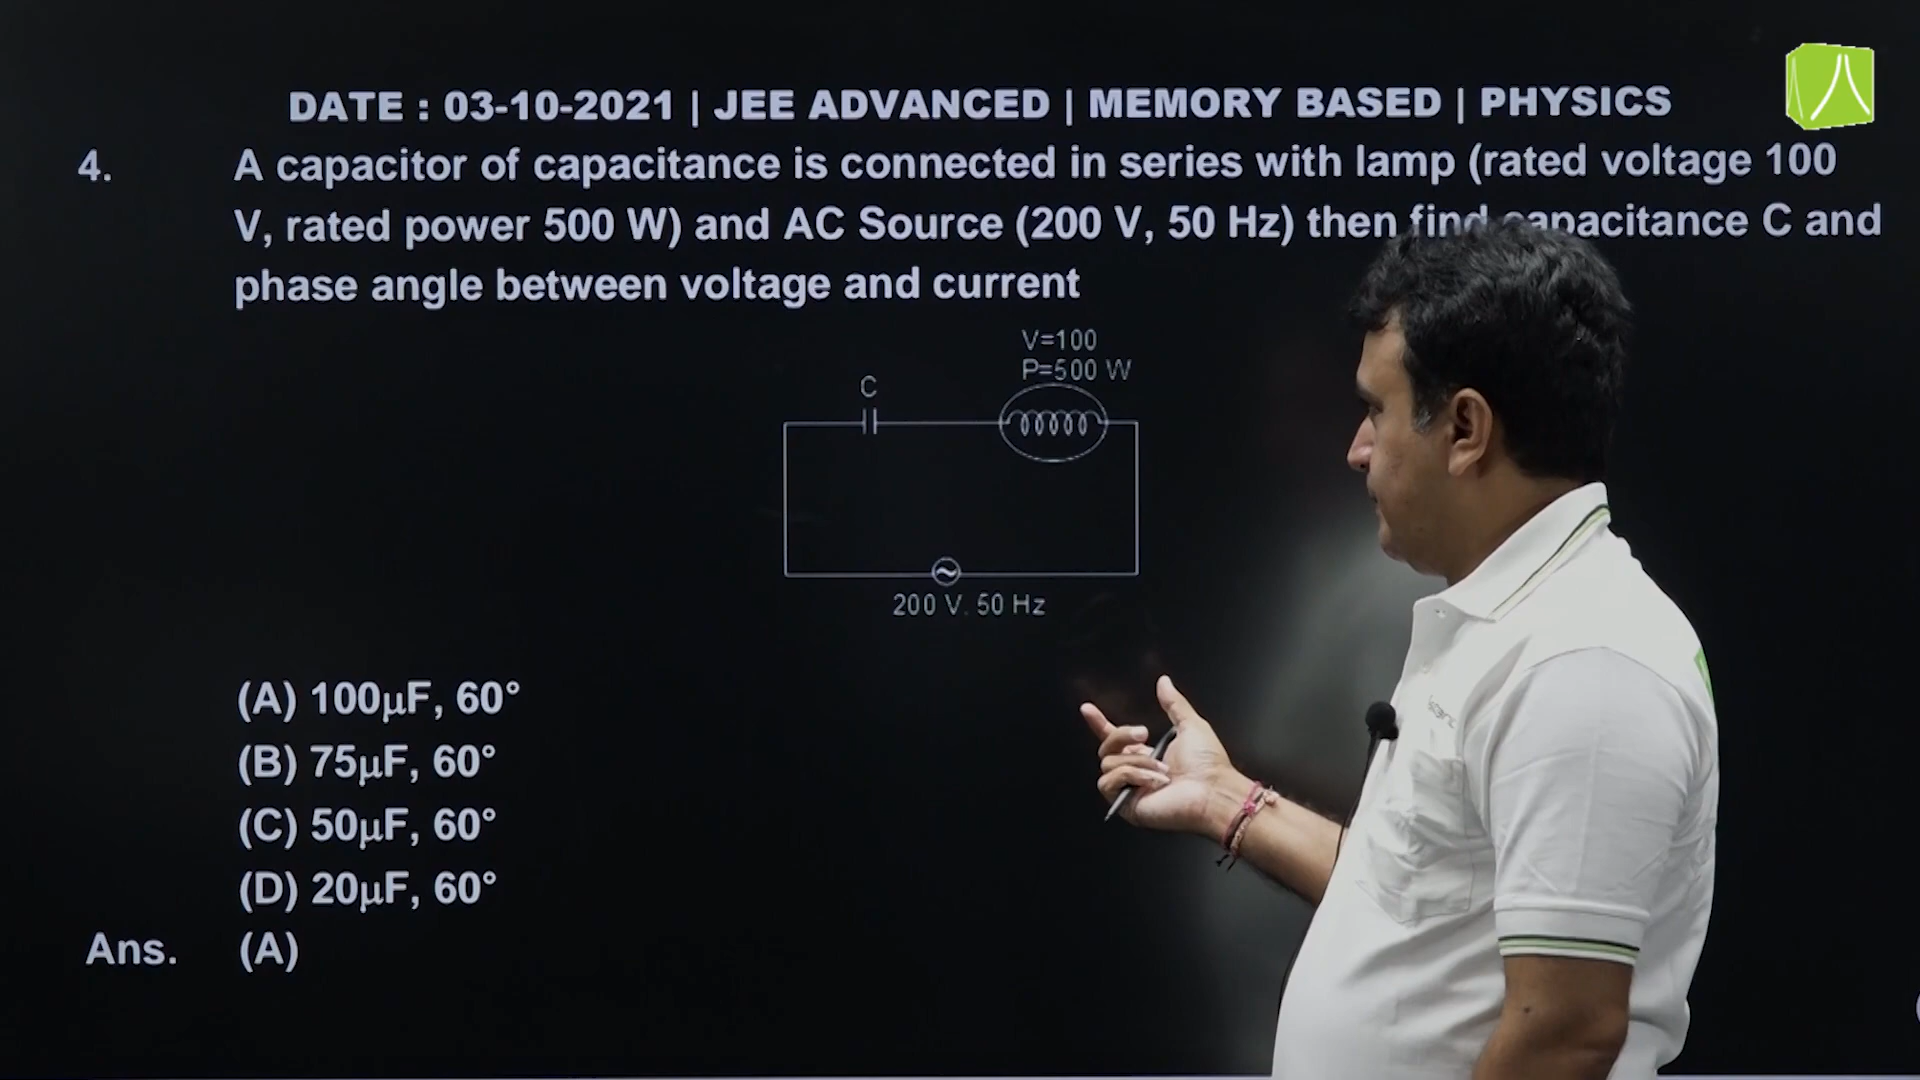 DATE : 03-10-2021 | JEE ADVANCED | MEMORY BASED | PHYSICS
4. A capacitor of capacitance is connected in series with lamp (rated voltage 100
V, rated power 500 W) and AC Source (200 V, 50 Hz) then find capacitance C and
phase angle between voltage and current
V=100
P=500 W
C
200 V. 50 Hz
(A) 100µF, 60°
(B) 75µF, 60°
(C) 50µF, 60°
(D) 20µF, 60°
Ans. (A)